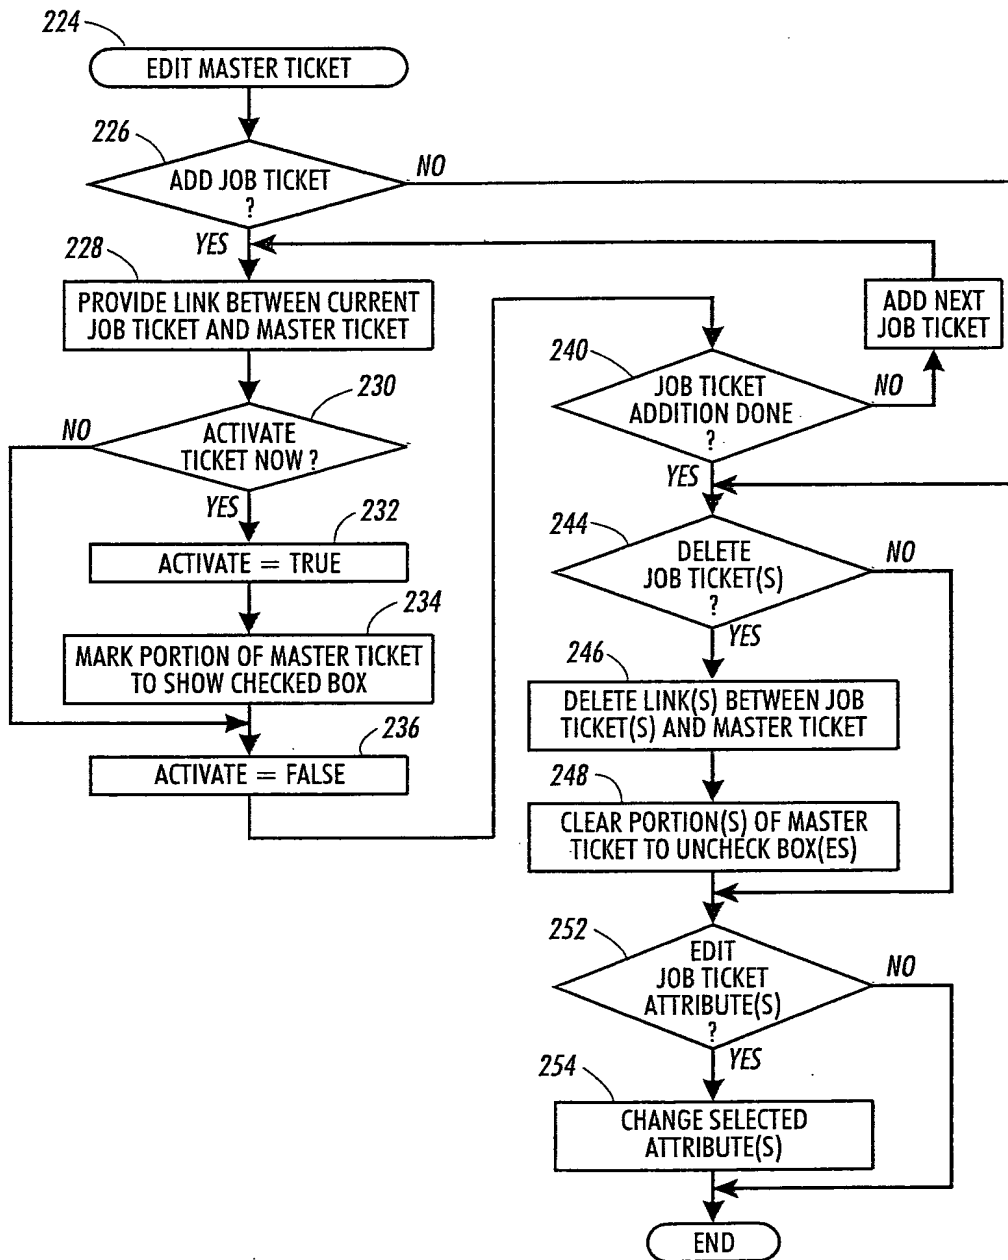 224
EDIT MASTER TICKET
226
ADD JOB TICKET
?
NO
YES
228
PROVIDE LINK BETWEEN CURRENT
JOB TICKET AND MASTER TICKET
230
ACTIVATE
TICKET NOW ?
NO
YES
232
ACTIVATE = TRUE
234
MARK PORTION OF MASTER TICKET
TO SHOW CHECKED BOX
236
ACTIVATE = FALSE
ADD NEXT
JOB TICKET
240
JOB TICKET
ADDITION DONE
?
NO
YES
244
DELETE
JOB TICKET(S)
?
NO
YES
246
DELETE LINK(S) BETWEEN JOB
TICKET(S) AND MASTER TICKET
248
CLEAR PORTION(S) OF MASTER
TICKET TO UNCHECK BOX(ES)
252
EDIT
JOB TICKET
ATTRIBUTE(S)
?
NO
YES
254
CHANGE SELECTED
ATTRIBUTE(S)
END